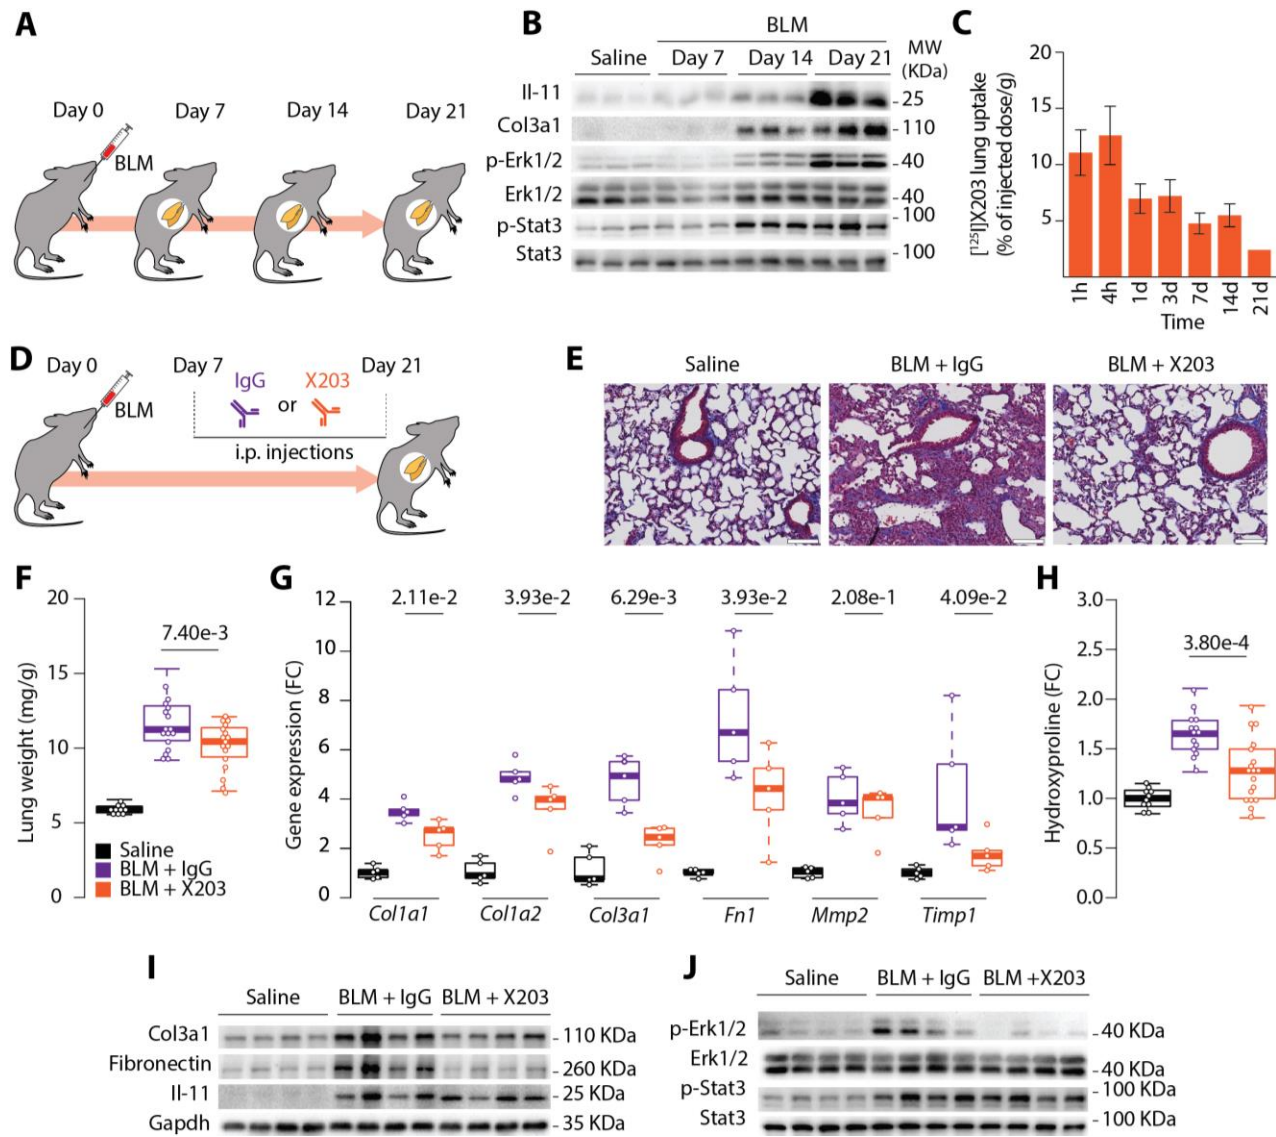 A
Day 0
Day 7
Day 14
Day 21
BLM
B
BLM
Saline
Day 7
Day 14
Day 21
MW
(KDa)
Il-11
- 25
Col3a1
- 110
p-Erk1/2
- 40
Erk1/2
- 40
p-Stat3
- 100
Stat3
- 100
C
[¹²⁵I]X203 lung uptake
(% of injected dose/g)
20
15
10
5
1h
4h
1d
3d
7d
14d
21d
Time
D
Day 0
Day 7
Day 21
BLM
IgG
or
X203
i.p. injections
E
Saline
BLM + IgG
BLM + X203
F
Lung weight (mg/g)
20
15
10
5
0
7.40e-3
Saline
BLM + IgG
BLM + X203
G
Gene expression (FC)
12
10
8
6
4
2
0
2.11e-2
3.93e-2
6.29e-3
3.93e-2
2.08e-1
4.09e-2
Col1a1
Col1a2
Col3a1
Fn1
Mmp2
Timp1
H
Hydroxyproline (FC)
3.0
2.5
2.0
1.5
1.0
0.5
0.0
3.80e-4
I
Saline
BLM + IgG
BLM + X203
Col3a1
- 110 KDa
Fibronectin
- 260 KDa
Il-11
- 25 KDa
Gapdh
- 35 KDa
J
Saline
BLM + IgG
BLM +X203
p-Erk1/2
- 40 KDa
Erk1/2
- 40 KDa
p-Stat3
- 100 KDa
Stat3
- 100 KDa